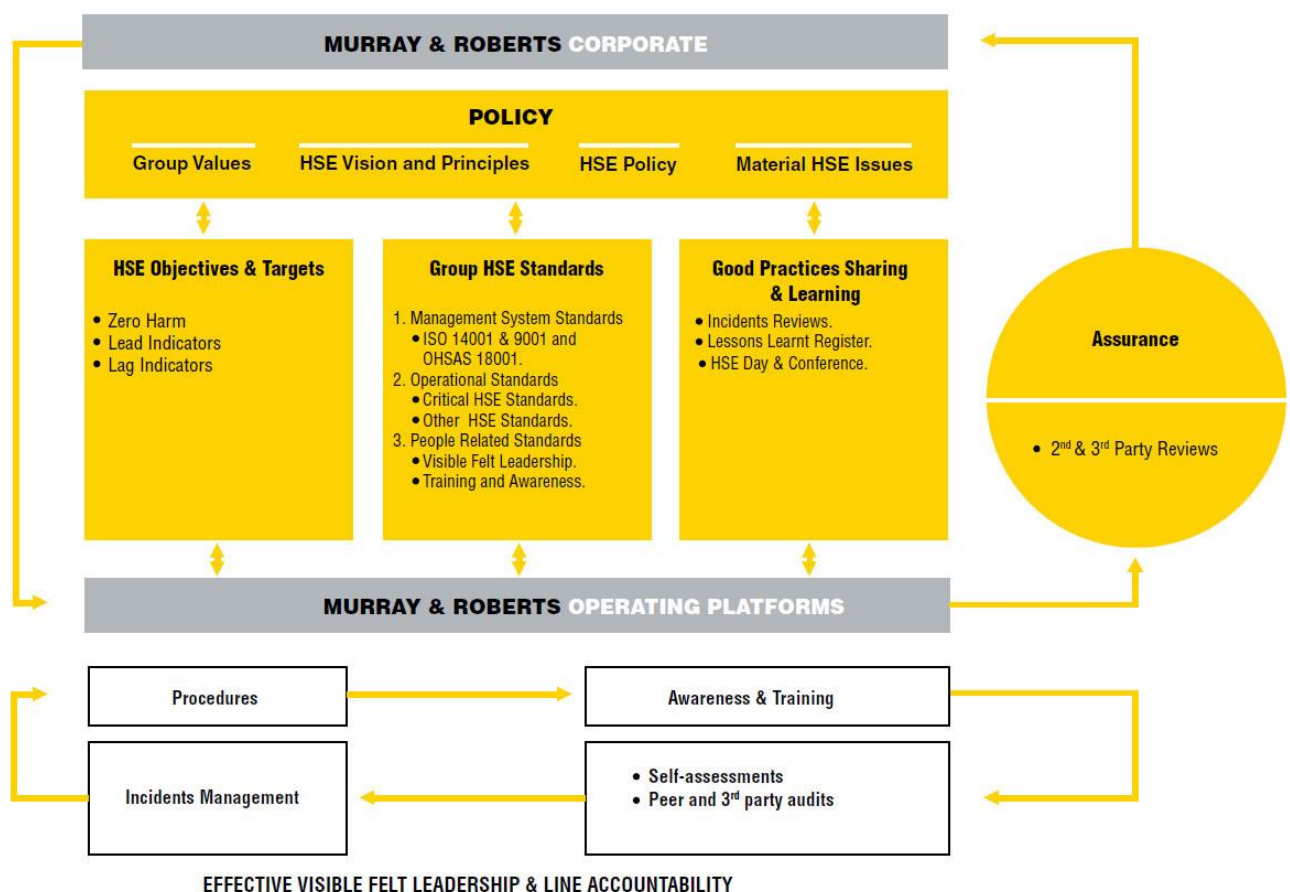 MURRAY & ROBERTS CORPORATE
POLICY
Group Values
HSE Vision and Principles
HSE Policy
Material HSE Issues
HSE Objectives & Targets
• Zero Harm
• Lead Indicators
• Lag Indicators
Group HSE Standards
1. Management System Standards
• ISO 14001 & 9001 and
OHSAS 18001.
2. Operational Standards
• Critical HSE Standards.
• Other HSE Standards.
3. People Related Standards
• Visible Felt Leadership.
• Training and Awareness.
Good Practices Sharing
& Learning
• Incidents Reviews.
• Lessons Learnt Register.
• HSE Day & Conference.
Assurance
• 2nd & 3rd Party Reviews
MURRAY & ROBERTS OPERATING PLATFORMS
Procedures
Awareness & Training
Incidents Management
• Self-assessments
• Peer and 3rd party audits
EFFECTIVE VISIBLE FELT LEADERSHIP & LINE ACCOUNTABILITY